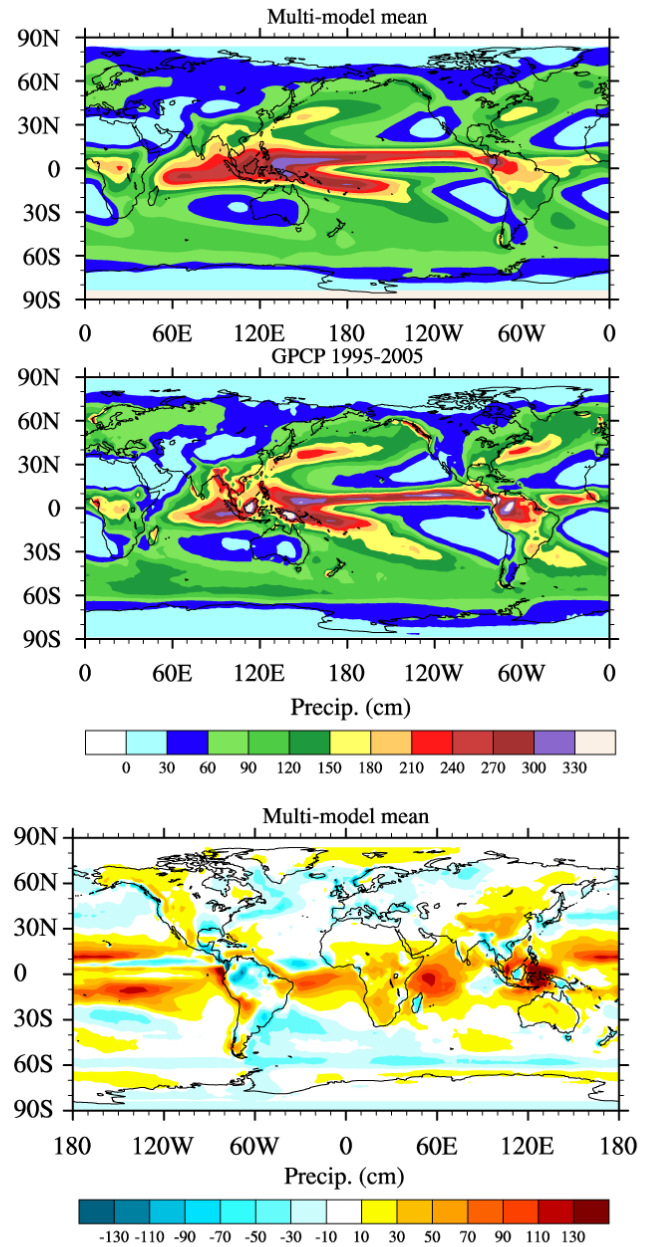 Multi-model mean
90N
60N
30N
0
30S
60S
90S
0 60E 120E 180 120W 60W 0
GPCP 1995-2005
90N
60N
30N
0
30S
60S
90S
0 60E 120E 180 120W 60W 0
Precip. (cm)
0 30 60 90 120 150 180 210 240 270 300 330
Multi-model mean
90N
60N
30N
0
30S
60S
90S
180 120W 60W 0 60E 120E 180
Precip. (cm)
-130 -110 -90 -70 -50 -30 -10 10 30 50 70 90 110 130